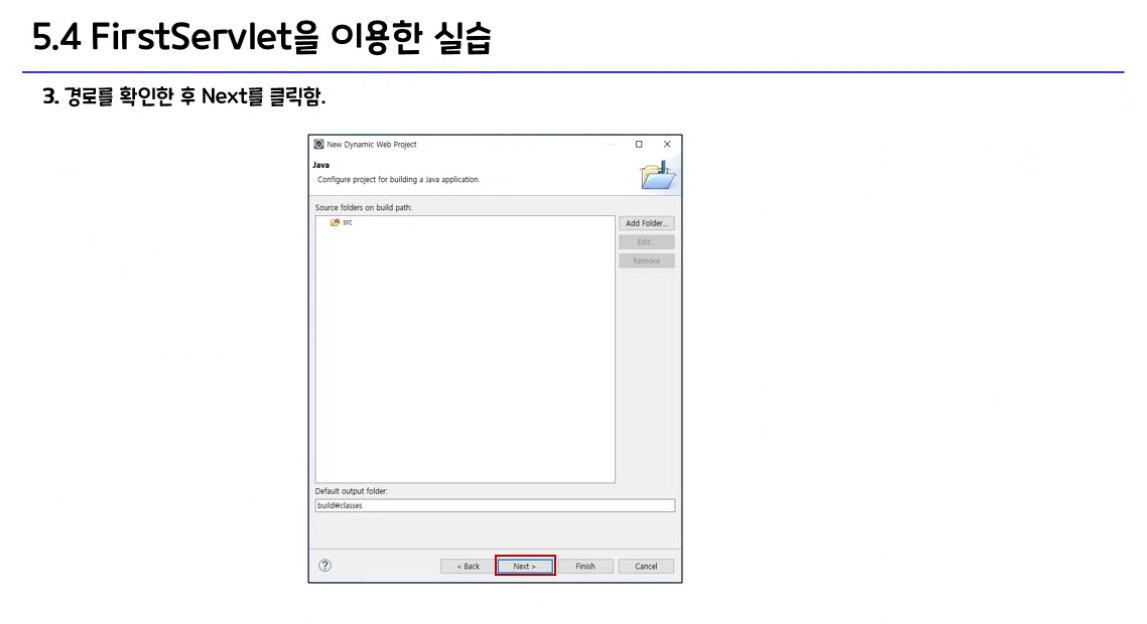 5.4 FirstServlet을 이용한 실습
3. 경로를 확인한 후 Next를 클릭함.
New Dynamic Web Project
Java
Configure project for building a Java application.
Source folders on build path:
src
Add Folder...
Edit...
Remove
Default output folder:
build₩classes
?
< Back
Next >
Finish
Cancel